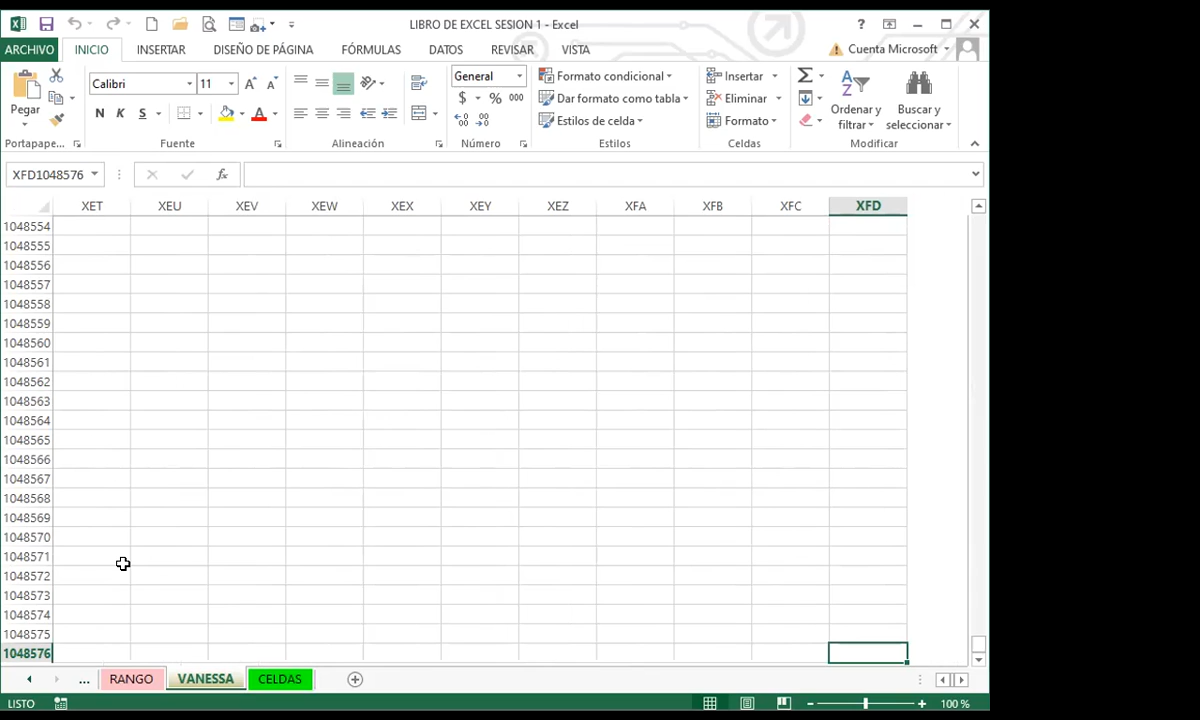 LIBRO DE EXCEL SESION 1 - Excel
?
ARCHIVO INICIO INSERTAR DISEÑO DE PÁGINA FÓRMULAS DATOS REVISAR VISTA Cuenta Microsoft
Pegar
Calibri 11 A A
N K S A
General
$ % 000
Formato condicional
Dar formato como tabla
Estilos de celda
Insertar
Eliminar
Formato
Σ
Ordenar y filtrar
Buscar y seleccionar
Portapape... Fuente Alineación Número Estilos Celdas Modificar
XFD1048576 fx
XET XEU XEV XEW XEX XEY XEZ XFA XFB XFC XFD
1048554
1048555
1048556
1048557
1048558
1048559
1048560
1048561
1048562
1048563
1048564
1048565
1048566
1048567
1048568
1048569
1048570
1048571
1048572
1048573
1048574
1048575
1048576
... RANGO VANESSA CELDAS
LISTO 100 %